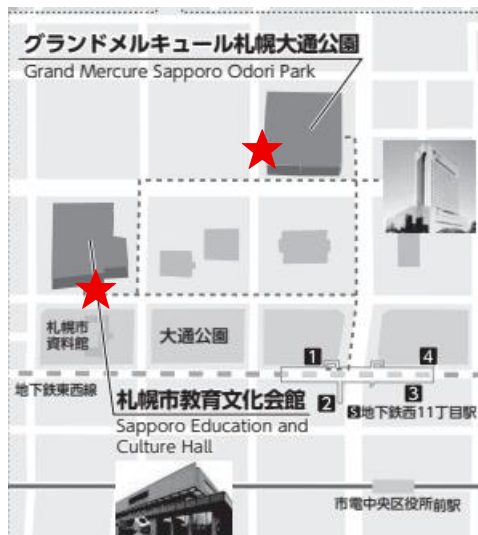 グランドメルキュール札幌大通公園
Grand Mercure Sapporo Odori Park
札幌市
資料館
大通公園
1
4
地下鉄東西線
札幌市教育文化会館
2
3
S地下鉄西11丁目駅
Sapporo Education and
Culture Hall
市電中央区役所前駅